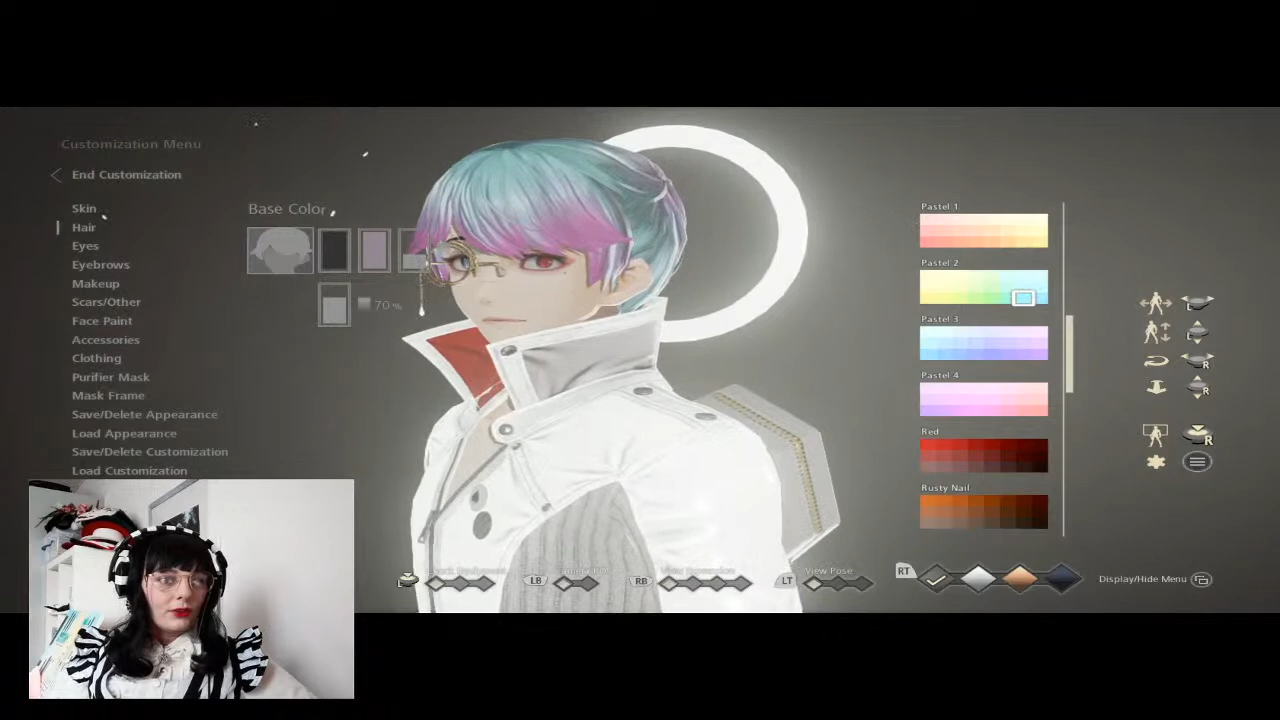 Customization Menu
End Customization
Skin
Hair
Eyes
Eyebrows
Makeup
Scars/Other
Face Paint
Accessories
Clothing
Purifier Mask
Mask Frame
Save/Delete Appearance
Load Appearance
Save/Delete Customization
Load Customization
Base Color
70 %
Pastel 1
Pastel 2
Pastel 3
Pastel 4
Red
Rusty Nail
L
L
R
R
R
L
LB
RB
LT
View Pose
RT
Display/Hide Menu